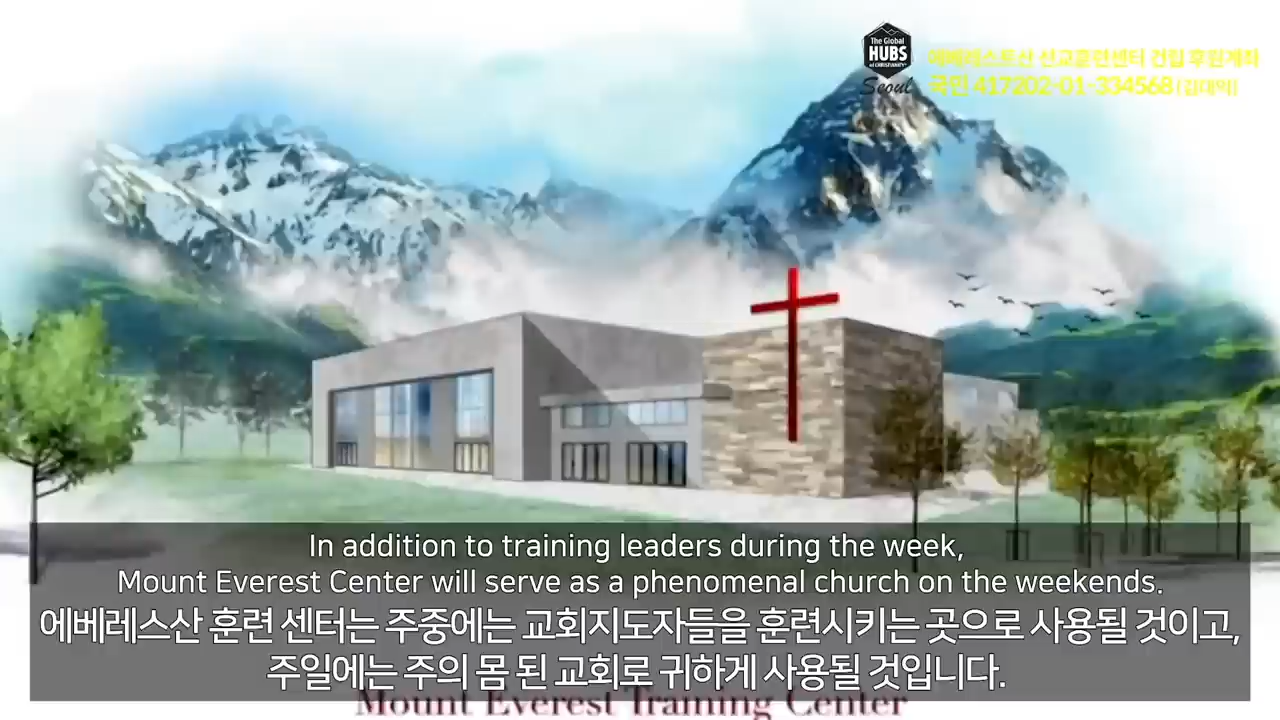 The Global
HUBS
of CHRISTIANITY
Seoul
에베레스트산 선교훈련센터 건립 후원계좌
국민 417202-01-334568 (김대억)
In addition to training leaders during the week,
Mount Everest Center will serve as a phenomenal church on the weekends.
에베레스산 훈련 센터는 주중에는 교회지도자들을 훈련시키는 곳으로 사용될 것이고,
주일에는 주의 몸 된 교회로 귀하게 사용될 것입니다.
Mount Everest Training Center